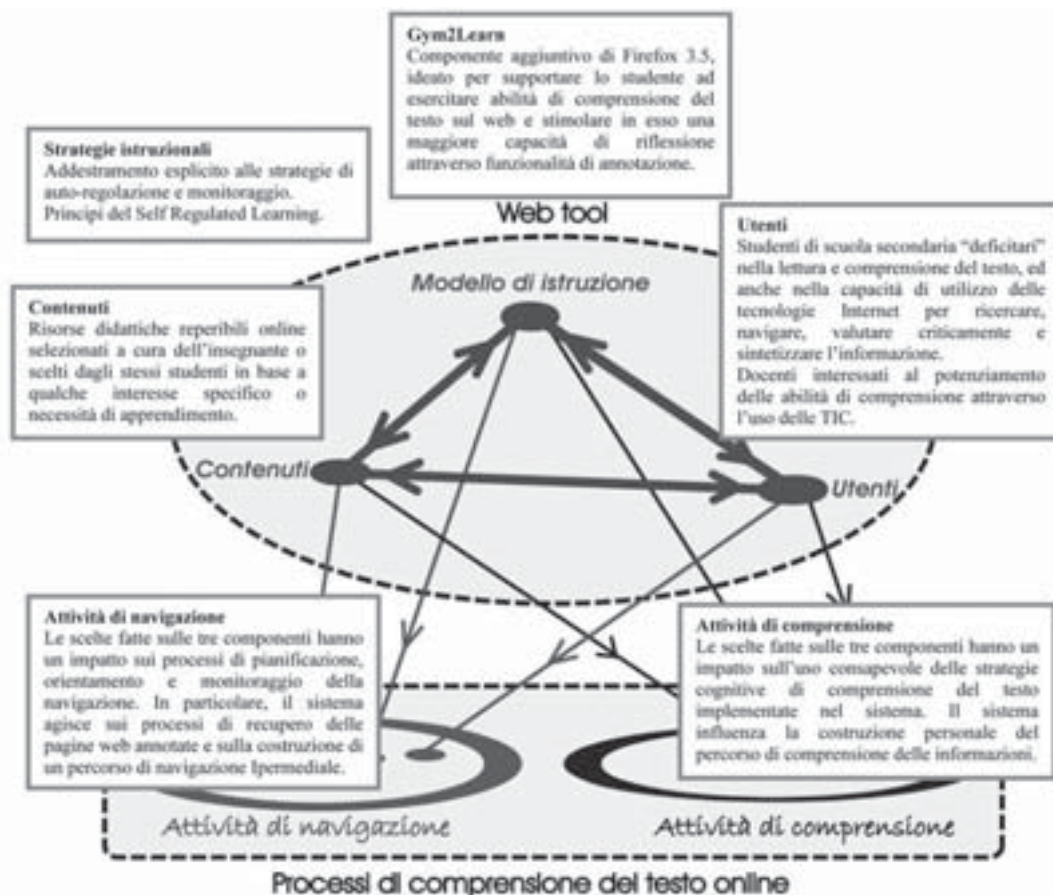 Gym2Learn
Componente aggiuntivo di Firefox 3.5,
ideato per supportare lo studente ad
esercitare abilità di comprensione del
testo sul web e stimolare in esso una
maggiore capacità di riflessione
attraverso funzionalità di annotazione.
Strategie istruzionali
Addestramento esplicito alle strategie di
auto-regolazione e monitoraggio.
Principi del Self Regulated Learning.
Web tool
Utenti
Studenti di scuola secondaria “deficitari”
nella lettura e comprensione del testo, ed
anche nella capacità di utilizzo delle
tecnologie Internet per ricercare,
navigare, valutare criticamente e
sintetizzare l’informazione.
Docenti interessati al potenziamento
delle abilità di comprensione attraverso
l’uso delle TIC.
Modello di istruzione
Contenuti
Risorse didattiche reperibili online
selezionati a cura dell’insegnante o
scelti dagli stessi studenti in base a
qualche interesse specifico o
necessità di apprendimento.
Contenuti
Utenti
Attività di navigazione
Le scelte fatte sulle tre componenti hanno
un impatto sui processi di pianificazione,
orientamento e monitoraggio della
navigazione. In particolare, il sistema
agisce sui processi di recupero delle
pagine web annotate e sulla costruzione di
un percorso di navigazione Ipermediale.
Attività di comprensione
Le scelte fatte sulle tre componenti hanno un
impatto sull’uso consapevole delle strategie
cognitive di comprensione del testo
implementate nel sistema. Il sistema
influenza la costruzione personale del
percorso di comprensione delle informazioni.
Attività di navigazione
Attività di comprensione
Processi di comprensione del testo online